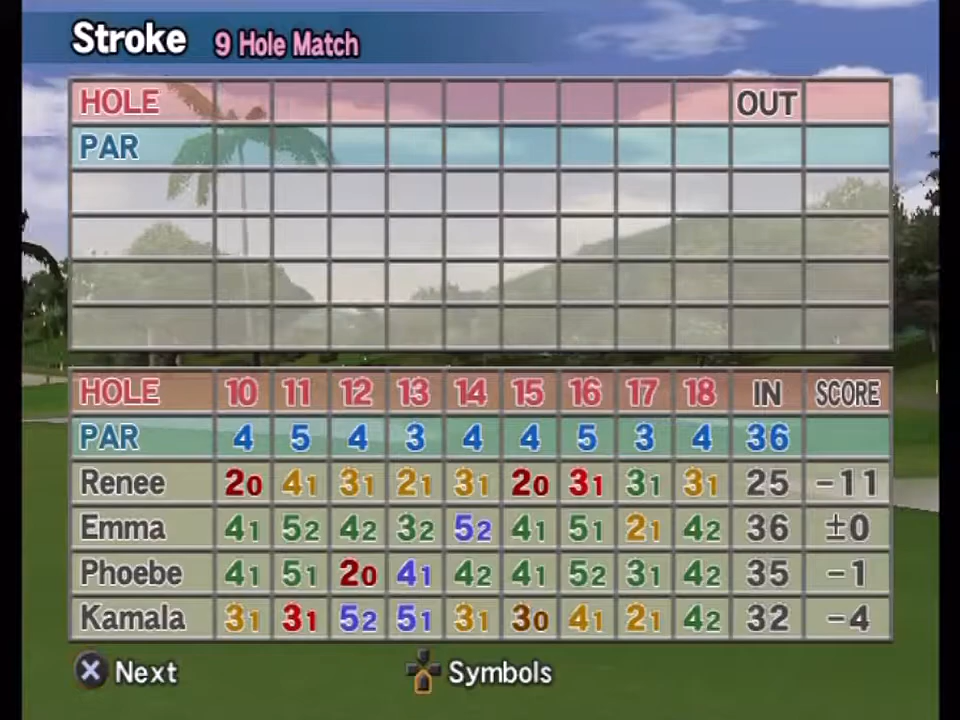 Stroke 9 Hole Match
HOLE OUT
PAR
HOLE 10 11 12 13 14 15 16 17 18 IN SCORE
PAR 4 5 4 3 4 4 5 3 4 36
Renee 20 41 31 21 31 20 31 31 31 25 -11
Emma 41 52 42 32 52 41 51 21 42 36 ±0
Phoebe 41 51 20 41 42 41 52 31 42 35 -1
Kamala 31 31 52 51 31 30 41 21 42 32 -4
X Next Symbols